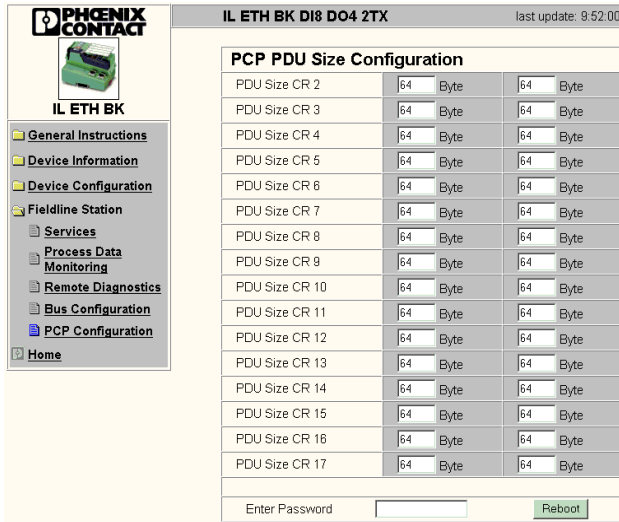 PHŒNIX
CONTACT
IL ETH BK
General Instructions
Device Information
Device Configuration
Fieldline Station
Services
Process Data
Monitoring
Remote Diagnostics
Bus Configuration
PCP Configuration
Home
IL ETH BK DI8 DO4 2TX last update: 9:52:00
PCP PDU Size Configuration
PDU Size CR 2 64 Byte 64 Byte
PDU Size CR 3 64 Byte 64 Byte
PDU Size CR 4 64 Byte 64 Byte
PDU Size CR 5 64 Byte 64 Byte
PDU Size CR 6 64 Byte 64 Byte
PDU Size CR 7 64 Byte 64 Byte
PDU Size CR 8 64 Byte 64 Byte
PDU Size CR 9 64 Byte 64 Byte
PDU Size CR 10 64 Byte 64 Byte
PDU Size CR 11 64 Byte 64 Byte
PDU Size CR 12 64 Byte 64 Byte
PDU Size CR 13 64 Byte 64 Byte
PDU Size CR 14 64 Byte 64 Byte
PDU Size CR 15 64 Byte 64 Byte
PDU Size CR 16 64 Byte 64 Byte
PDU Size CR 17 64 Byte 64 Byte
Enter Password Reboot